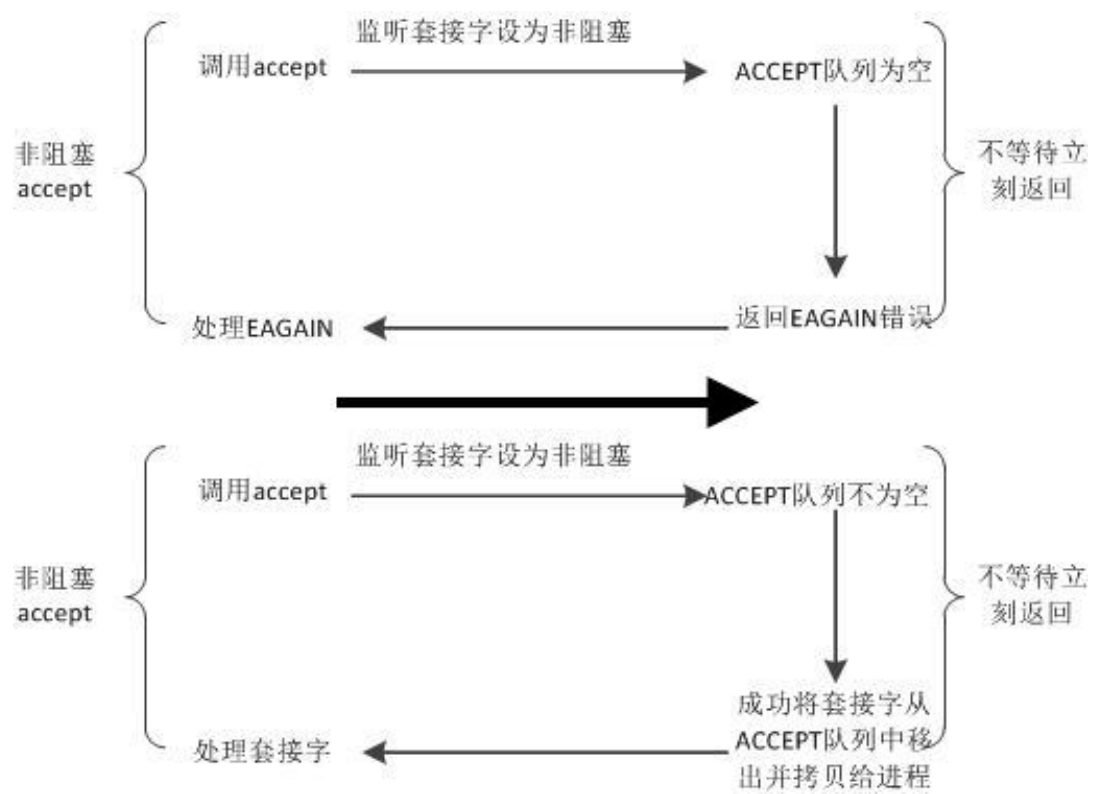 监听套接字设为非阻塞
调用accept
ACCEPT队列为空
非阻塞
accept
不等待立
刻返回
处理EAGAIN
返回EAGAIN错误
监听套接字设为非阻塞
调用accept
ACCEPT队列不为空
非阻塞
accept
不等待立
刻返回
成功将套接字从
ACCEPT队列中移
出并拷贝给进程
处理套接字